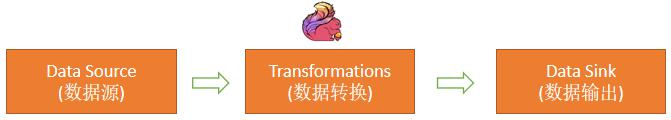 Data Source
(数据源)
Transformations
(数据转换)
Data Sink
(数据输出)